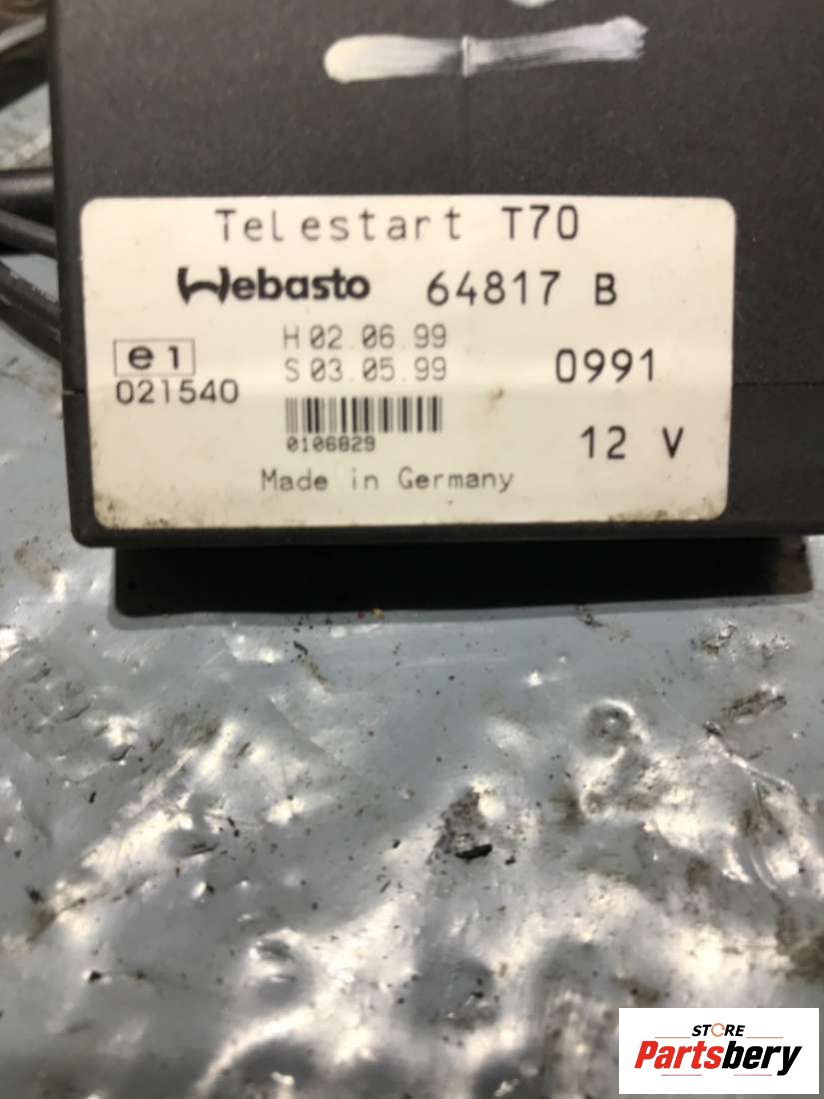 Telestart T70
Webasto 64817 B
e1
H 02.06.99
S 03.05.99
0991
021540
0106829
12 V
Made in Germany
STORE
Partsbery